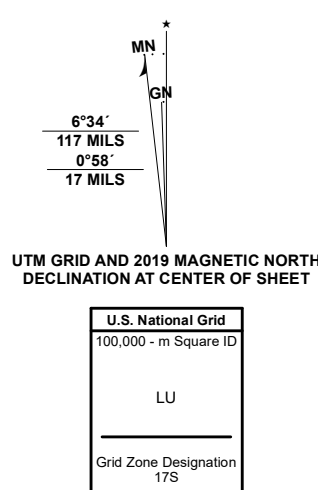 MN
GN
6°34´
117 MILS
0°58´
17 MILS
UTM GRID AND 2019 MAGNETIC NORTH
DECLINATION AT CENTER OF SHEET
U.S. National Grid
100,000 - m Square ID
LU
Grid Zone Designation
17S